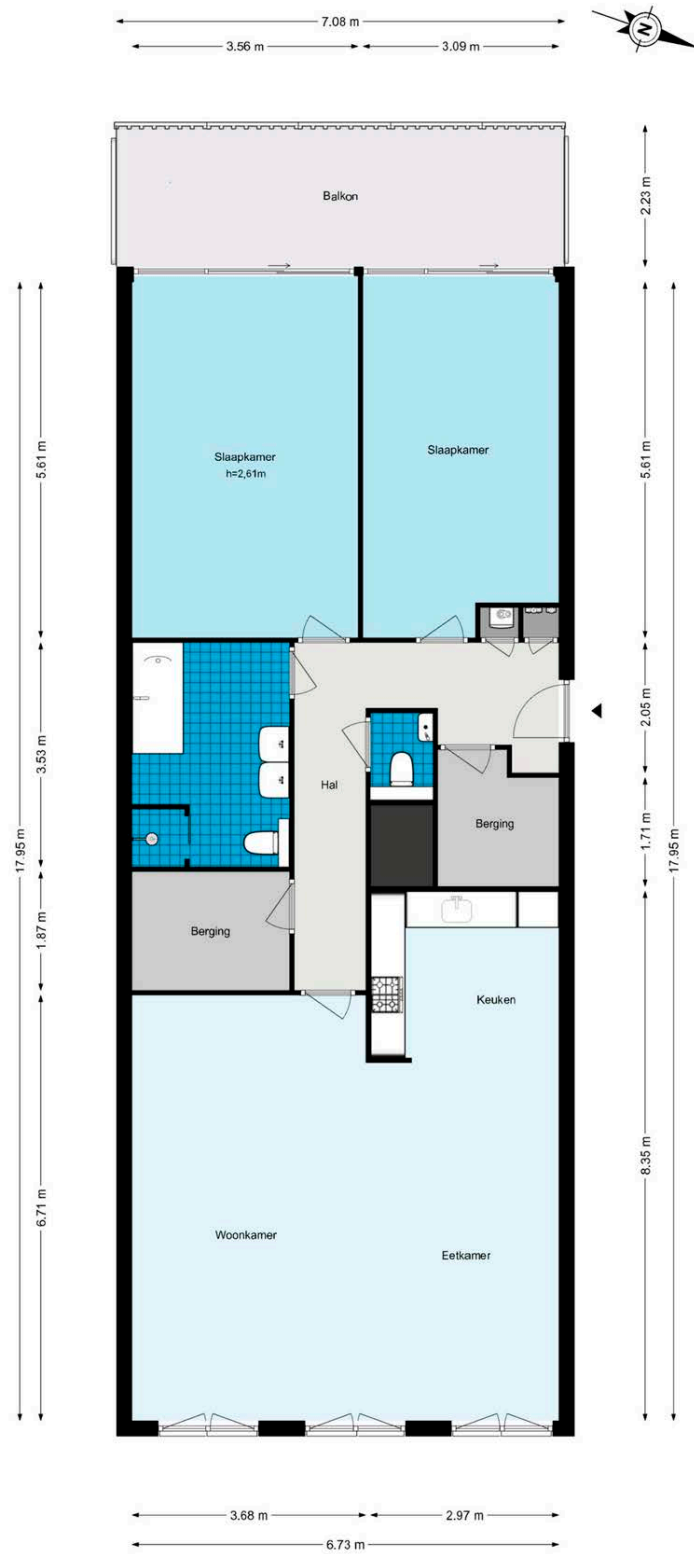 7.08 m
3.56 m
3.09 m
N
2.23 m
Balkon
5.61 m
5.61 m
Slaapkamer
h=2,61m
Slaapkamer
3.53 m
2.05 m
17.95 m
17.95 m
Hal
Berging
1.71 m
1.87 m
Berging
Keuken
6.71 m
8.35 m
Woonkamer
Eetkamer
3.68 m
2.97 m
6.73 m